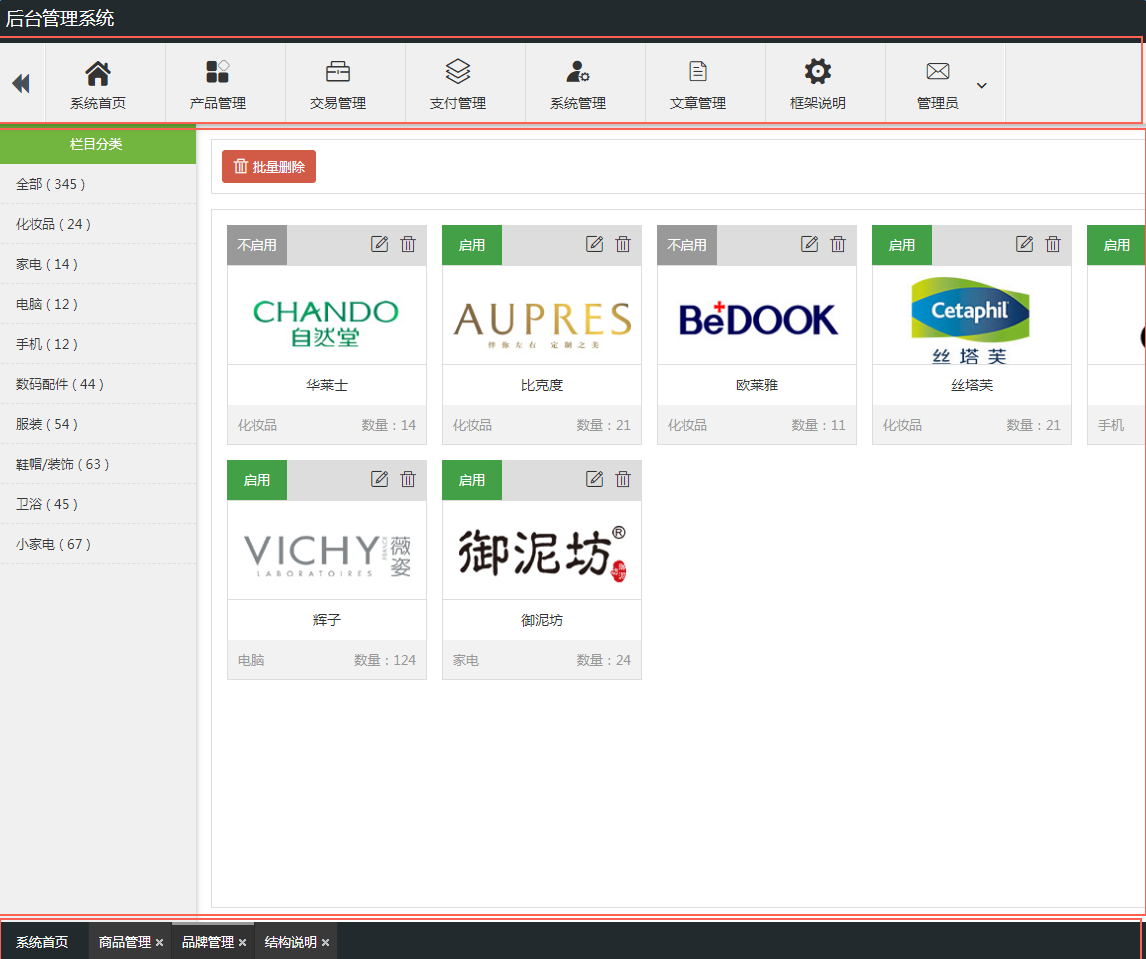 后台管理系统
系统首页 产品管理 交易管理 支付管理 系统管理 文章管理 框架说明 管理员
栏目分类
批量删除
全部 ( 345 )
化妆品 ( 24 )
家电 ( 14 )
电脑 ( 12 )
手机 ( 12 )
数码配件 ( 44 )
服装 ( 54 )
鞋帽/装饰 ( 63 )
卫浴 ( 45 )
小家电 ( 67 )
不启用 启用 不启用 启用 启用
CHANDO
自然堂
AUPRES
伴你左右 定制之美
BeDOOK
Cetaphil
丝塔芙
华莱士 比克度 欧莱雅 丝塔芙
化妆品 数量：14 化妆品 数量：21 化妆品 数量：11 化妆品 数量：21 手机
启用 启用
VICHY 薇姿
LABORATOIRES
御泥坊®
辉子 御泥坊
电脑 数量：124 家电 数量：24
系统首页 商品管理 × 品牌管理 × 结构说明 ×